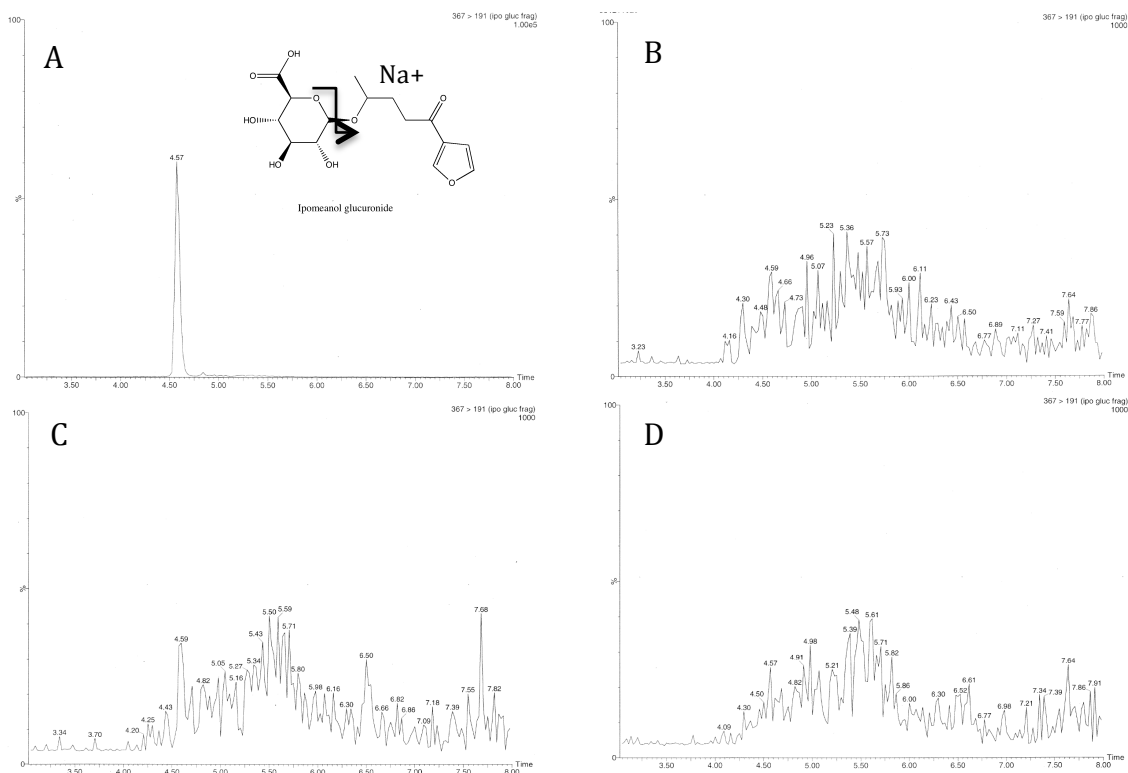 367 > 191 (ipo gluc frag)
1.00e5
100
A
OH
O
Na+
O
O
HO
O
HO
OH
O
4.57
%
Ipomeanol glucuronide
0
Time
3.50 4.00 4.50 5.00 5.50 6.00 6.50 7.00 7.50 8.00
367 > 191 (ipo gluc frag)
1000
100
B
%
5.23 5.36 5.73
5.57
4.96
5.07
4.59
4.66
6.11
6.00
5.93
4.30
4.48
4.73
6.23 6.43
6.50
7.64
7.59 7.86
7.27
7.77
7.11 7.41
6.89
6.77
4.16
3.23
0
Time
3.50 4.00 4.50 5.00 5.50 6.00 6.50 7.00 7.50 8.00
367 > 191 (ipo gluc frag)
1000
100
C
%
5.50 5.59
7.68
5.71
5.43
4.59
5.34
5.27
5.05
5.16
4.82
5.80
6.50
5.98 6.16
6.30
6.66
6.82
6.86
7.09
7.18
7.39
7.55 7.82
4.43
4.25
4.20
3.34 3.70
0
Time
3.50 4.00 4.50 5.00 5.50 6.00 6.50 7.00 7.50 8.00
367 > 191 (ipo gluc frag)
1000
100
D
%
5.48 5.61
5.39
5.71
5.82
4.98
4.91
4.57
4.82
5.21
5.86
6.00
6.30
6.52
6.61
7.64
7.34 7.39 7.86 7.91
7.21
6.98
6.77
4.50
4.30
4.09
0
Time
3.50 4.00 4.50 5.00 5.50 6.00 6.50 7.00 7.50 8.00